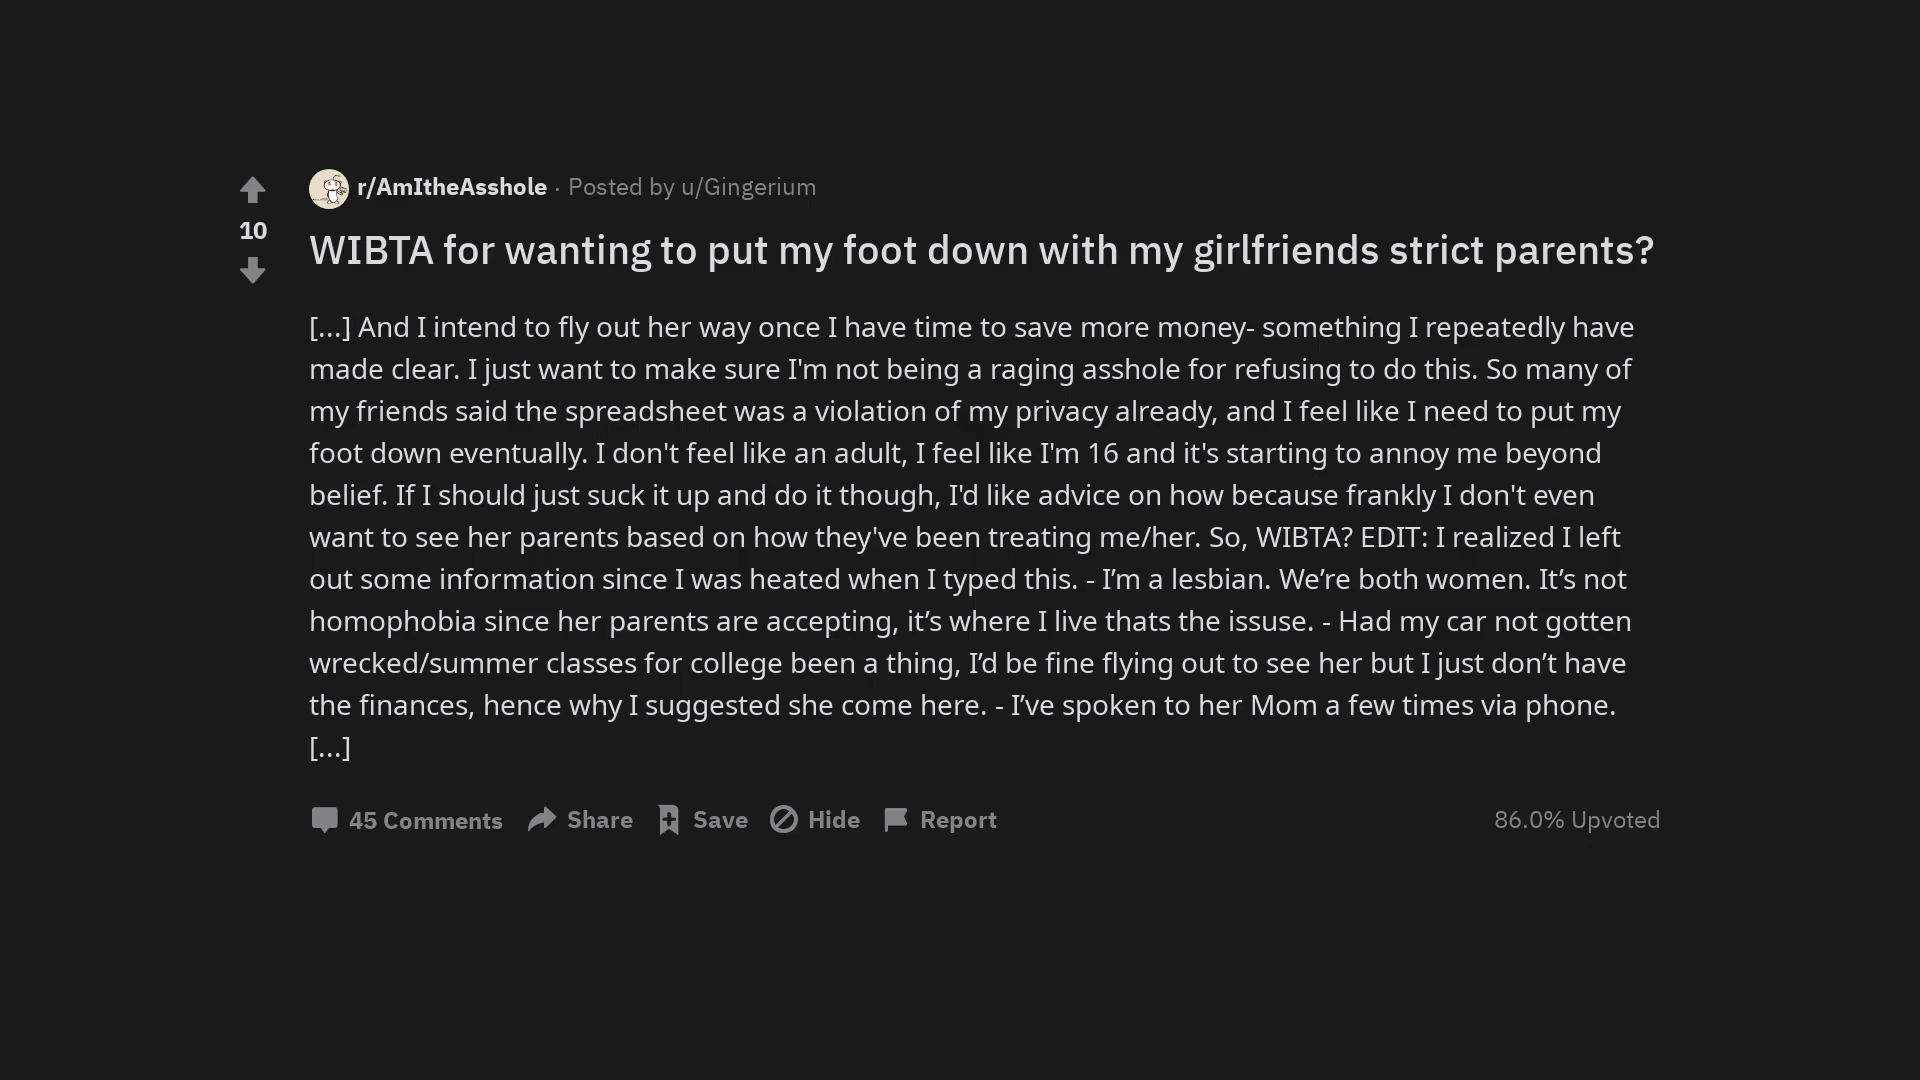 r/AmItheAsshole · Posted by u/Gingerium
10
WIBTA for wanting to put my foot down with my girlfriends strict parents?
[...] And I intend to fly out her way once I have time to save more money- something I repeatedly have
made clear. I just want to make sure I'm not being a raging asshole for refusing to do this. So many of
my friends said the spreadsheet was a violation of my privacy already, and I feel like I need to put my
foot down eventually. I don't feel like an adult, I feel like I'm 16 and it's starting to annoy me beyond
belief. If I should just suck it up and do it though, I'd like advice on how because frankly I don't even
want to see her parents based on how they've been treating me/her. So, WIBTA? EDIT: I realized I left
out some information since I was heated when I typed this. - I’m a lesbian. We’re both women. It’s not
homophobia since her parents are accepting, it’s where I live thats the issuse. - Had my car not gotten
wrecked/summer classes for college been a thing, I’d be fine flying out to see her but I just don’t have
the finances, hence why I suggested she come here. - I’ve spoken to her Mom a few times via phone.
[...]
45 Comments Share Save Hide Report 86.0% Upvoted